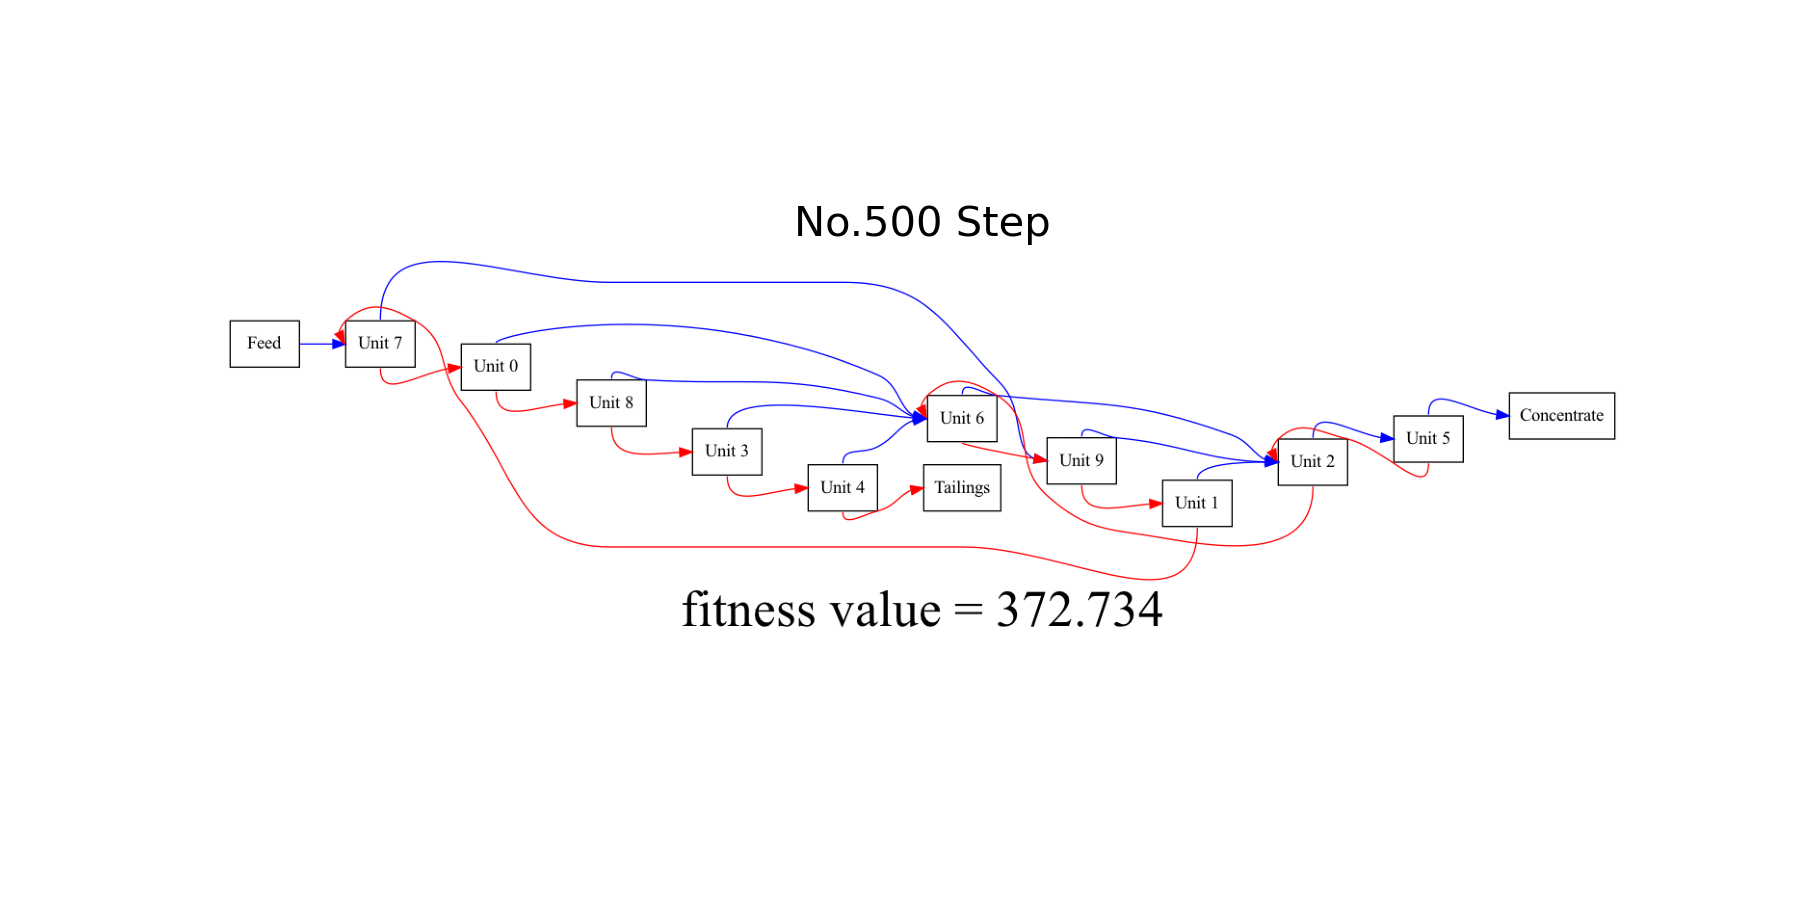 No.500 Step
Feed
Unit 7
Unit 0
Unit 8
Unit 3
Unit 4
Unit 6
Tailings
Unit 9
Unit 1
Unit 2
Unit 5
Concentrate
fitness value = 372.734